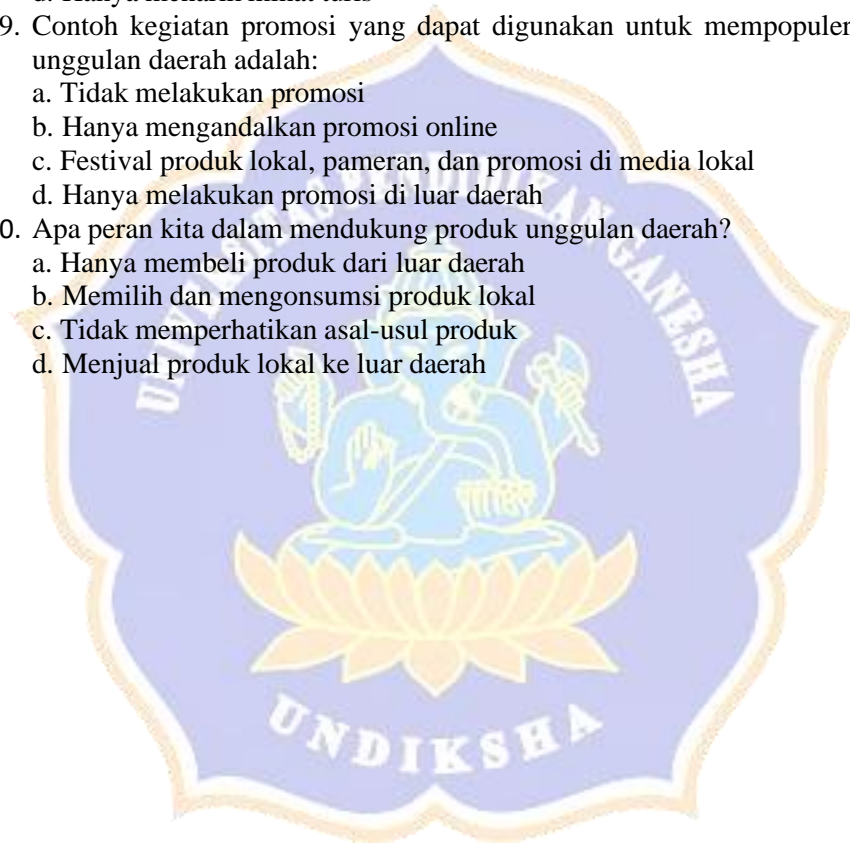 9. Contoh kegiatan promosi yang dapat digunakan untuk
unggulan daerah adalah:
a. Tidak melakukan promosi
b. Hanya mengandalkan promosi online
c. Festival produk lokal, pameran, dan promosi di media lokal
d. Hanya melakukan promosi di luar daerah
0. Apa peran kita dalam mendukung produk unggulan daerah?
a. Hanya membeli produk dari luar daerah
b. Memilih dan mengonsumsi produk lokal
c. Tidak memperhatikan asal-usul produk
d. Menjual produk lokal ke luar daerah
UNIVERSITAS PENDIDIKAN GANESHA
UNDIKSHA